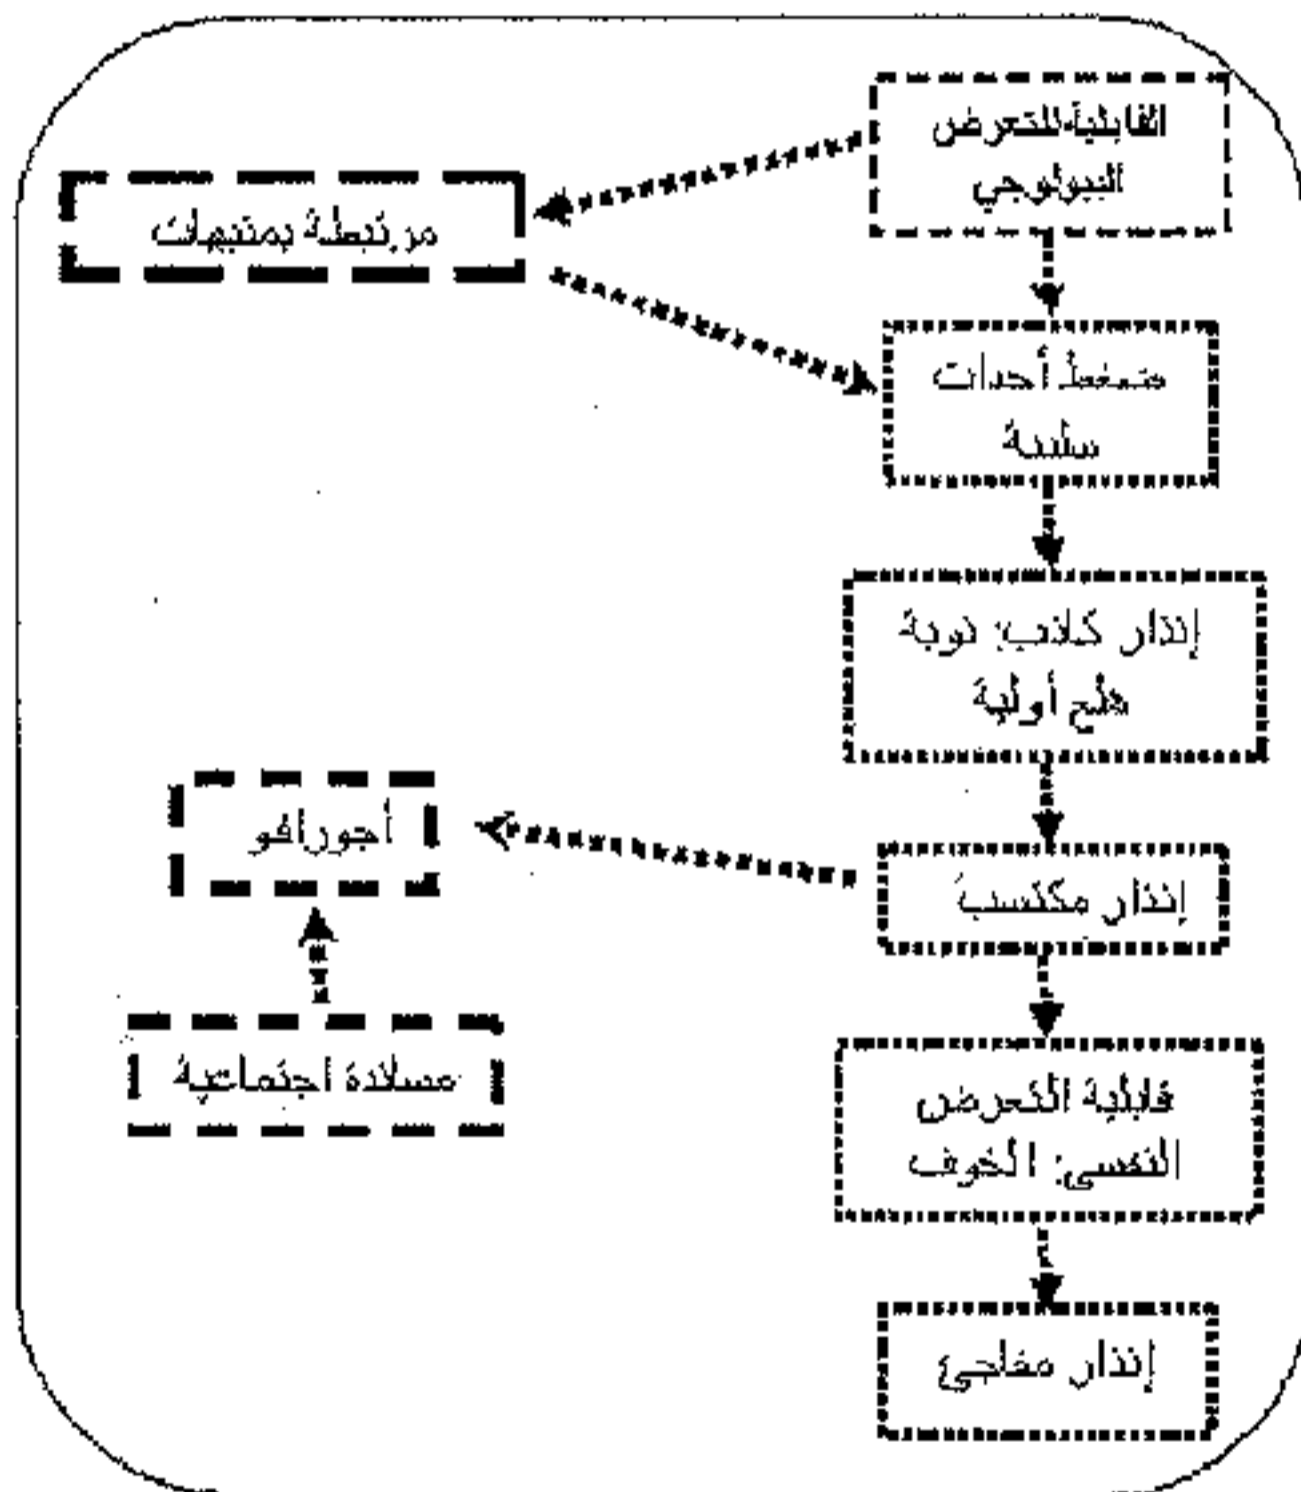 القابلية للتعرض
البيولوجي
مرتبطة بمنبهات
ضغط أحداث
سلبية
إنذار كاذب: نوبة
هلع أولية
أجورافو
إنذار مكتسب
مساندة اجتماعية
قابلية التعرض
النفسى: الخوف
إنذار مفاجئ